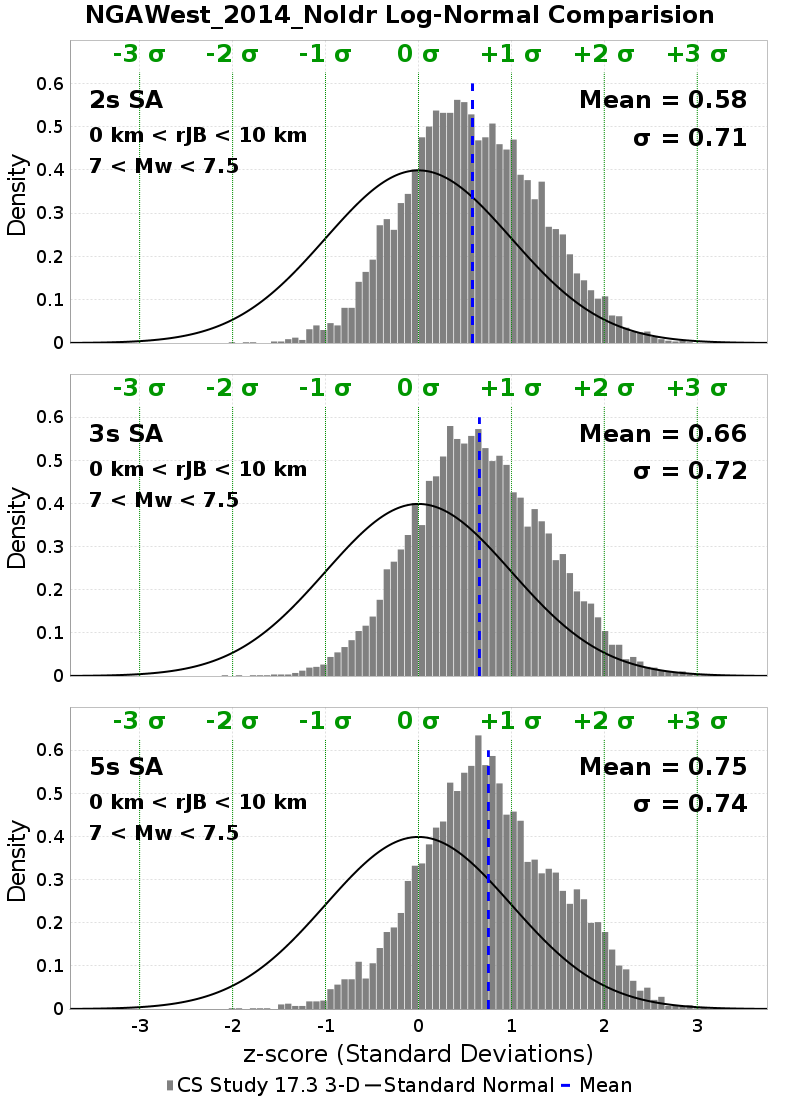 NGAWest_2014_NoIdr Log-Normal Comparision
-3 σ -2 σ -1 σ 0 σ +1 σ +2 σ +3 σ
0.6
2s SA Mean = 0.58
0.5
0 km < rJB < 10 km σ = 0.71
7 < Mw < 7.5
0.4
0.3
0.2
0.1
0
Density
-3 σ -2 σ -1 σ 0 σ +1 σ +2 σ +3 σ
0.6
3s SA Mean = 0.66
0.5
0 km < rJB < 10 km σ = 0.72
7 < Mw < 7.5
0.4
0.3
0.2
0.1
0
Density
-3 σ -2 σ -1 σ 0 σ +1 σ +2 σ +3 σ
0.6
5s SA Mean = 0.75
0.5
0 km < rJB < 10 km σ = 0.74
7 < Mw < 7.5
0.4
0.3
0.2
0.1
0
Density
-3 -2 -1 0 1 2 3
z-score (Standard Deviations)
CS Study 17.3 3-D Standard Normal Mean